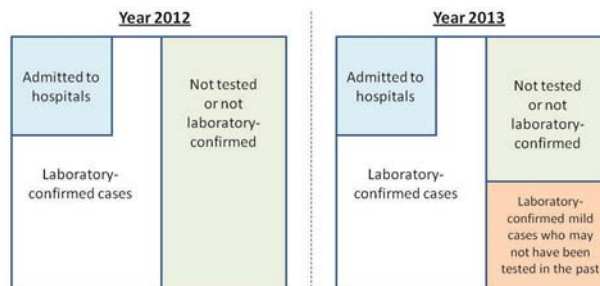 Year 2012
Admitted to
hospitals
Not tested
or not
laboratory-
confirmed
Laboratory-
confirmed cases
Year 2013
Admitted to
hospitals
Not tested
or not
laboratory-
confirmed
Laboratory-
confirmed cases
Laboratory-
confirmed mild
cases who may
not have been
tested in the past